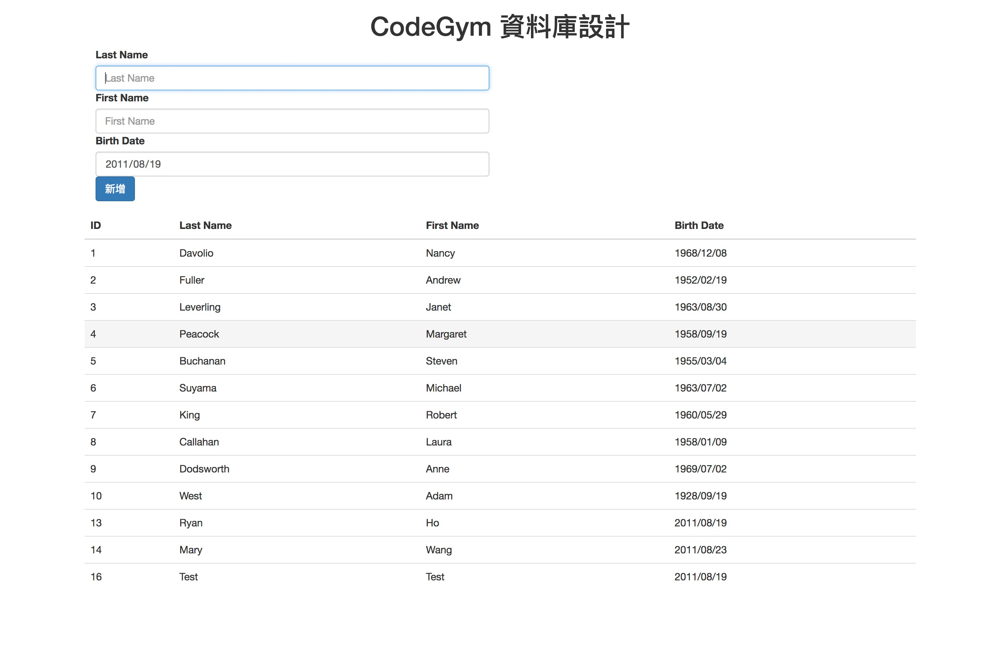 CodeGym 資料庫設計
Last Name
Last Name
First Name
First Name
Birth Date
2011/08/19
新增
ID Last Name First Name Birth Date
1 Davolio Nancy 1968/12/08
2 Fuller Andrew 1952/02/19
3 Leverling Janet 1963/08/30
4 Peacock Margaret 1958/09/19
5 Buchanan Steven 1955/03/04
6 Suyama Michael 1963/07/02
7 King Robert 1960/05/29
8 Callahan Laura 1958/01/09
9 Dodsworth Anne 1969/07/02
10 West Adam 1928/09/19
13 Ryan Ho 2011/08/19
14 Mary Wang 2011/08/23
16 Test Test 2011/08/19